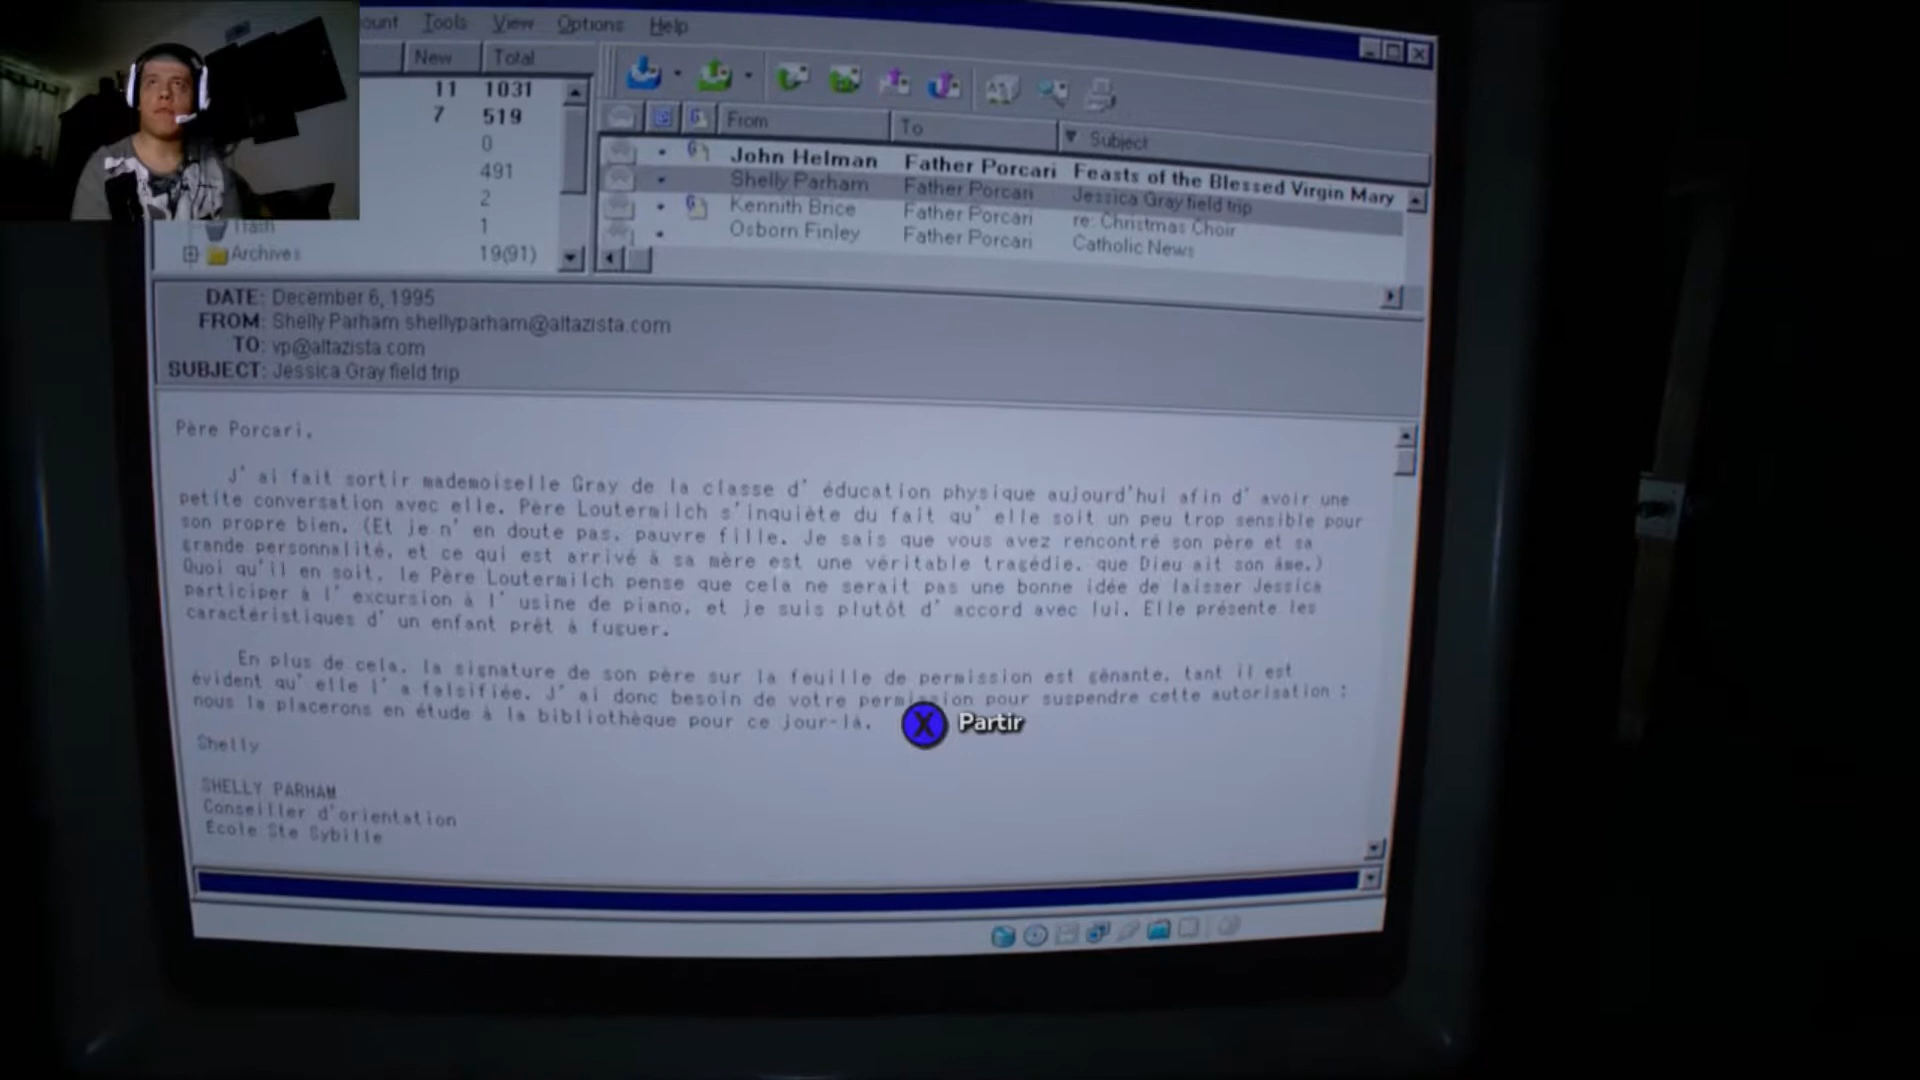 ount Tools View Options Help
New Total
11 1031
7 519
0
491
2
1
Trash
Archives 19(91)
From To Subject
John Helman Father Porcari Feasts of the Blessed Virgin Mary
Shelly Parham Father Porcari Jessica Gray field trip
Kennith Brice Father Porcari re: Christmas Choir
Osborn Finley Father Porcari Catholic News
DATE: December 6, 1995
FROM: Shelly Parham shellyparham@altazista.com
TO: vp@altazista.com
SUBJECT: Jessica Gray field trip
Père Porcari,
J' ai fait sortir mademoiselle Gray de la classe d' éducation physique aujourd'hui afin d' avoir une
petite conversation avec elle. Père Loutermilch s'inquiète du fait qu' elle soit un peu trop sensible pour
son propre bien. (Et je n' en doute pas, pauvre fille. Je sais que vous avez rencontré son père et sa
grande personnalité, et ce qui est arrivé à sa mère est une véritable tragédie, que Dieu ait son âme.)
Quoi qu'il en soit, le Père Loutermilch pense que cela ne serait pas une bonne idée de laisser Jessica
participer à l' excursion à l' usine de piano, et je suis plutôt d' accord avec lui. Elle présente les
caractéristiques d' un enfant prêt à fuguer.
En plus de cela, la signature de son père sur la feuille de permission est gênante, tant il est
évident qu' elle l' a falsifiée. J' ai donc besoin de votre permission pour suspendre cette autorisation :
nous la placerons en étude à la bibliothèque pour ce jour-là.
X Partir
Shelly
SHELLY PARHAM
Conseiller d'orientation
École Ste Sybille